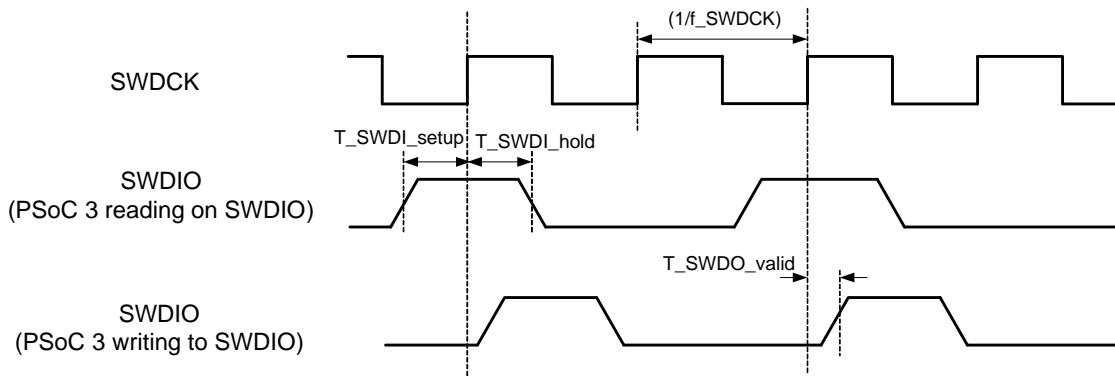 (1/f_SWDCK)
SWDCK
T_SWDI_setup
T_SWDI_hold
SWDIO
(PSoC 3 reading on SWDIO)
T_SWDO_valid
SWDIO
(PSoC 3 writing to SWDIO)